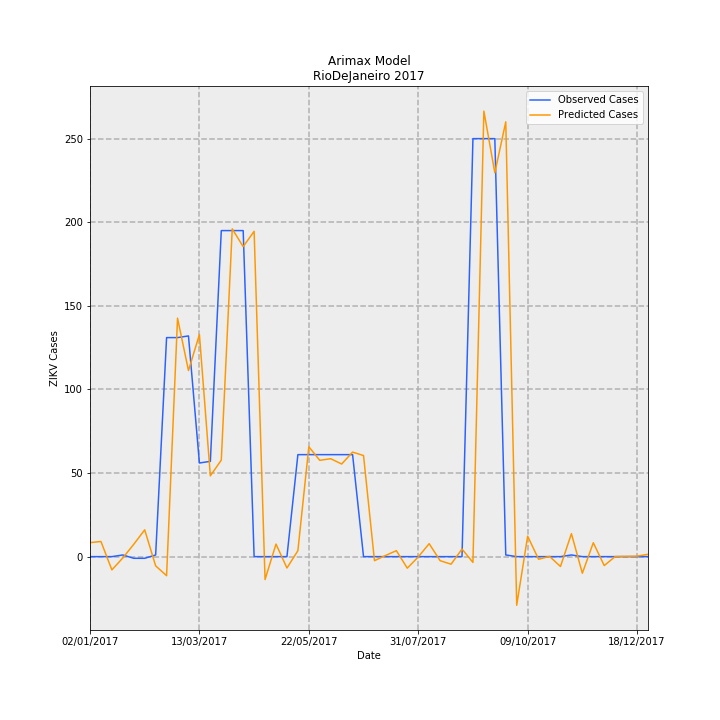 Arimax Model
RioDeJaneiro 2017
Observed Cases
Predicted Cases
250
200
150
100
50
0
ZIKV Cases
02/01/2017 13/03/2017 22/05/2017 31/07/2017 09/10/2017 18/12/2017
Date